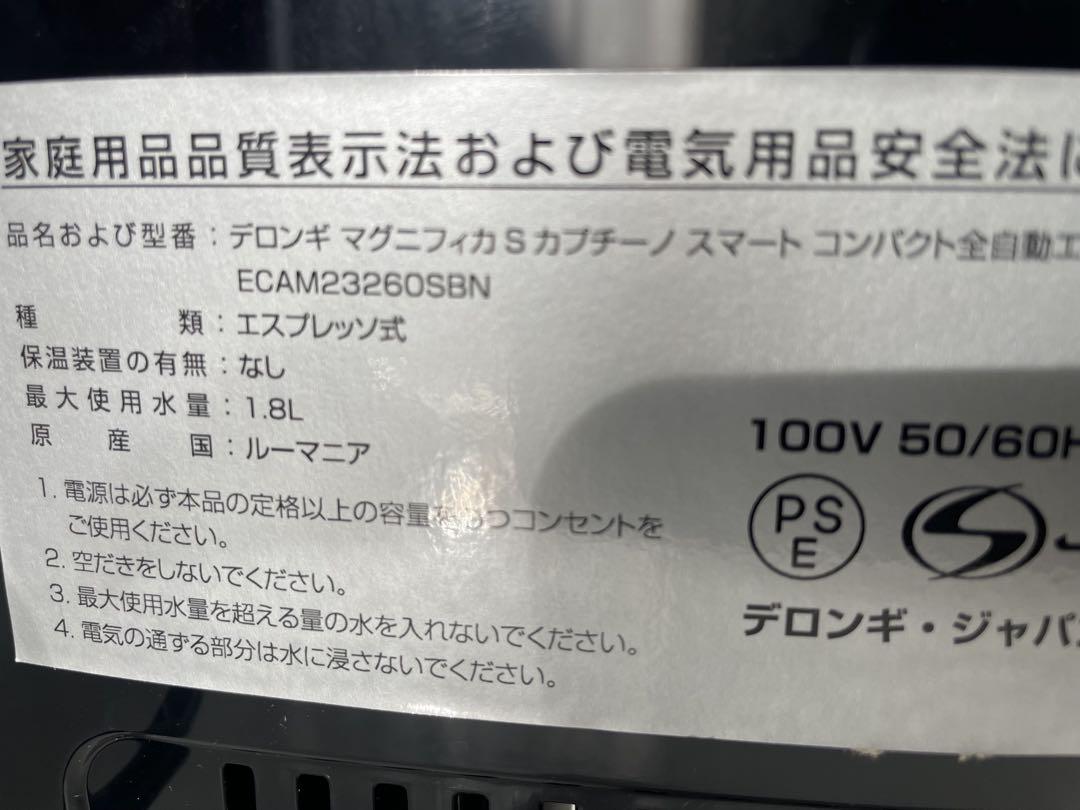 家庭用品品質表示法および電気用品安全法に
品名および型番：デロンギ マグニフィカ S カプチーノ スマート コンパクト全自動エ
ECAM23260SBN
種類：エスプレッソ式
保温装置の有無：なし
最大使用水量：1.8L
原産国：ルーマニア
1. 電源は必ず本品の定格以上の容量をもつコンセントを
ご使用ください。
2. 空だきをしないでください。
3. 最大使用水量を超える量の水を入れないでください。
4. 電気の通ずる部分は水に浸さないでください。
100V 50/60H
PS
E
デロンギ・ジャパ